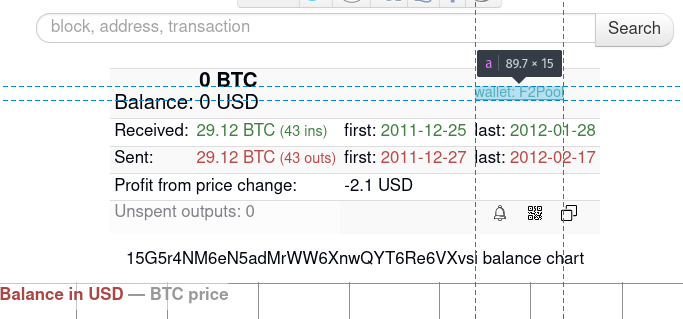 block, address, transaction
Search
a 89.7 × 15
0 BTC
wallet: F2Pool
Balance: 0 USD
Received: 29.12 BTC (43 ins) first: 2011-12-25 last: 2012-01-28
Sent: 29.12 BTC (43 outs) first: 2011-12-27 last: 2012-02-17
Profit from price change: -2.1 USD
Unspent outputs: 0
15G5r4NM6eN5adMrWW6XnwQYT6Re6VXvsi balance chart
Balance in USD — BTC price